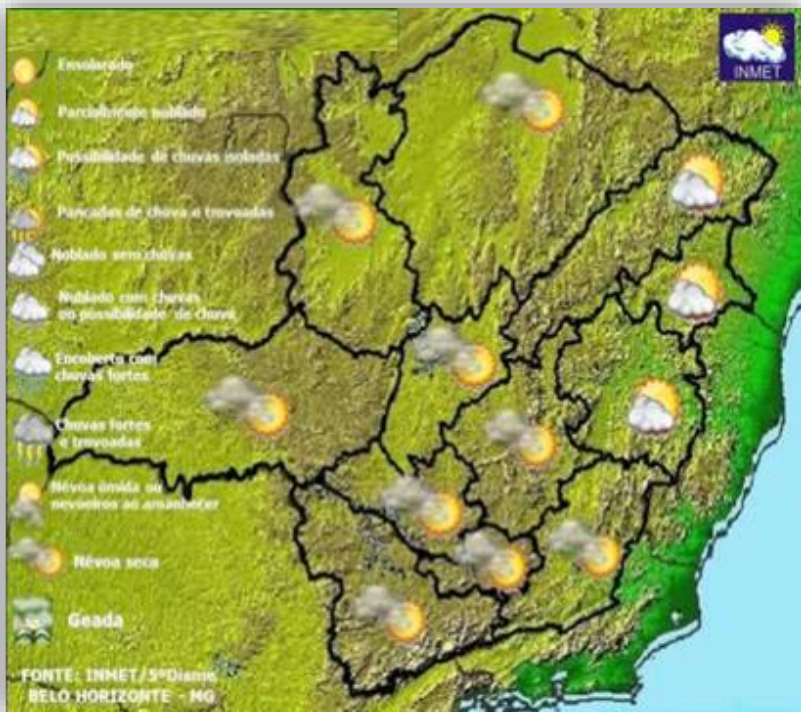 INMET
Ensolarado
Parcialmente nublado
Possibilidade de chuvas isoladas
Pancadas de chuva e trovoadas
Noblado sem chuvas
Nublado com chuvas
ou possibilidade de chuva
Encoberto com
chuvas fortes
Chuvas fortes
e trovoadas
Névoa úmida ou
nevoeiros ao amanhecer
Névoa seca
Geada
FONTE: INMET/5ºDisme
BELO HORIZONTE - MG